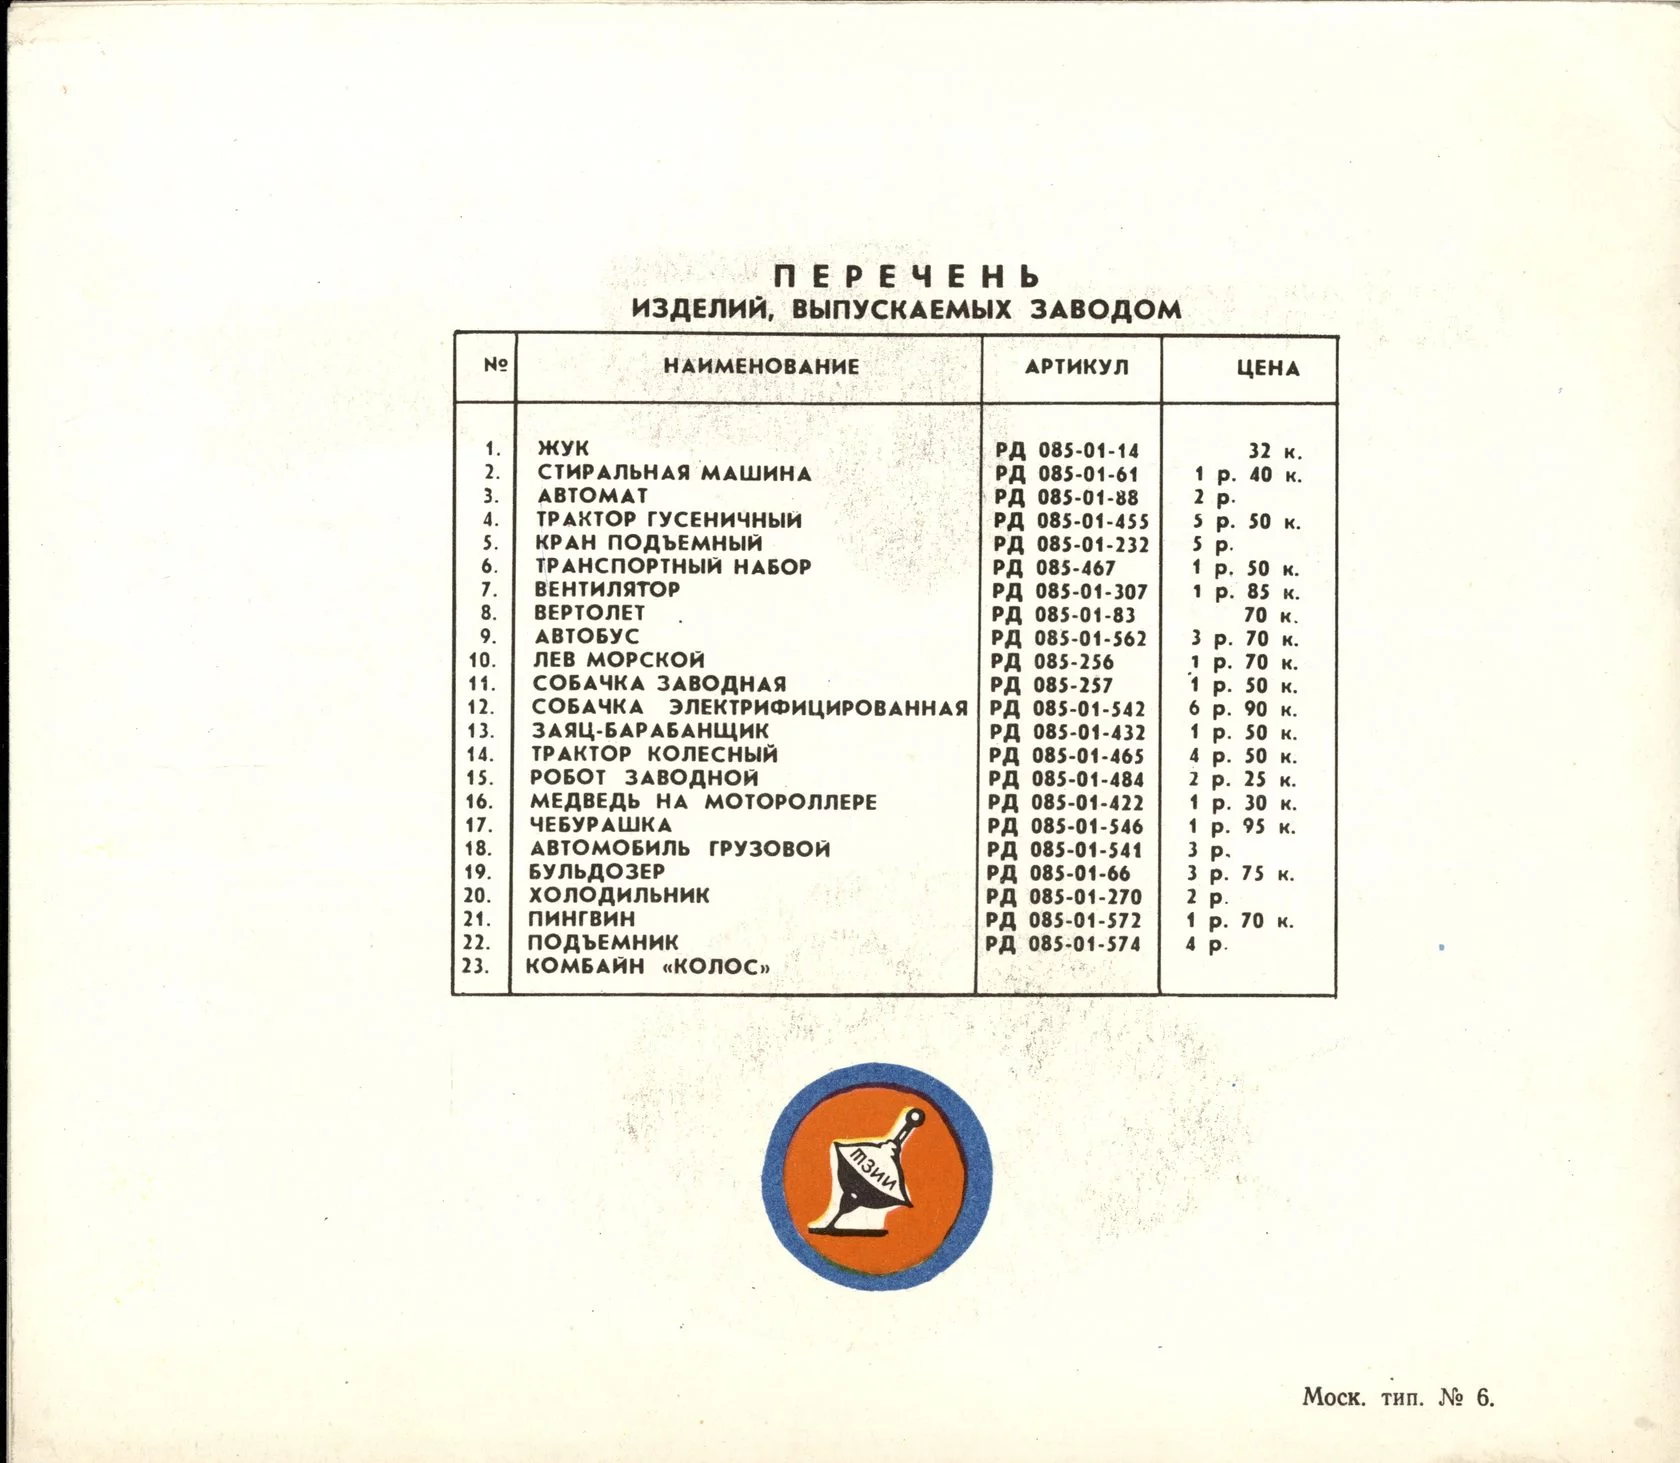 ПЕРЕЧЕНЬ
ИЗДЕЛИЙ, ВЫПУСКАЕМЫХ ЗАВОДОМ
№ НАИМЕНОВАНИЕ АРТИКУЛ ЦЕНА
1. ЖУК РД 085-01-14 32 к.
2. СТИРАЛЬНАЯ МАШИНА РД 085-01-61 1 р. 40 к.
3. АВТОМАТ РД 085-01-88 2 р.
4. ТРАКТОР ГУСЕНИЧНЫЙ РД 085-01-455 5 р. 50 к.
5. КРАН ПОДЪЕМНЫЙ РД 085-01-232 5 р.
6. ТРАНСПОРТНЫЙ НАБОР РД 085-467 1 р. 50 к.
7. ВЕНТИЛЯТОР РД 085-01-307 1 р. 85 к.
8. ВЕРТОЛЕТ РД 085-01-83 70 к.
9. АВТОБУС РД 085-01-562 3 р. 70 к.
10. ЛЕВ МОРСКОЙ РД 085-256 1 р. 70 к.
11. СОБАЧКА ЗАВОДНАЯ РД 085-257 1 р. 50 к.
12. СОБАЧКА ЭЛЕКТРИФИЦИРОВАННАЯ РД 085-01-542 6 р. 90 к.
13. ЗАЯЦ-БАРАБАНЩИК РД 085-01-432 1 р. 50 к.
14. ТРАКТОР КОЛЕСНЫЙ РД 085-01-465 4 р. 50 к.
15. РОБОТ ЗАВОДНОЙ РД 085-01-484 2 р. 25 к.
16. МЕДВЕДЬ НА МОТОРОЛЛЕРЕ РД 085-01-422 1 р. 30 к.
17. ЧЕБУРАШКА РД 085-01-546 1 р. 95 к.
18. АВТОМОБИЛЬ ГРУЗОВОЙ РД 085-01-541 3 р.
19. БУЛЬДОЗЕР РД 085-01-66 3 р. 75 к.
20. ХОЛОДИЛЬНИК РД 085-01-270 2 р.
21. ПИНГВИН РД 085-01-572 1 р. 70 к.
22. ПОДЪЕМНИК РД 085-01-574 4 р.
23. КОМБАЙН «КОЛОС»
ТЗИИ
Моск. тип. № 6.